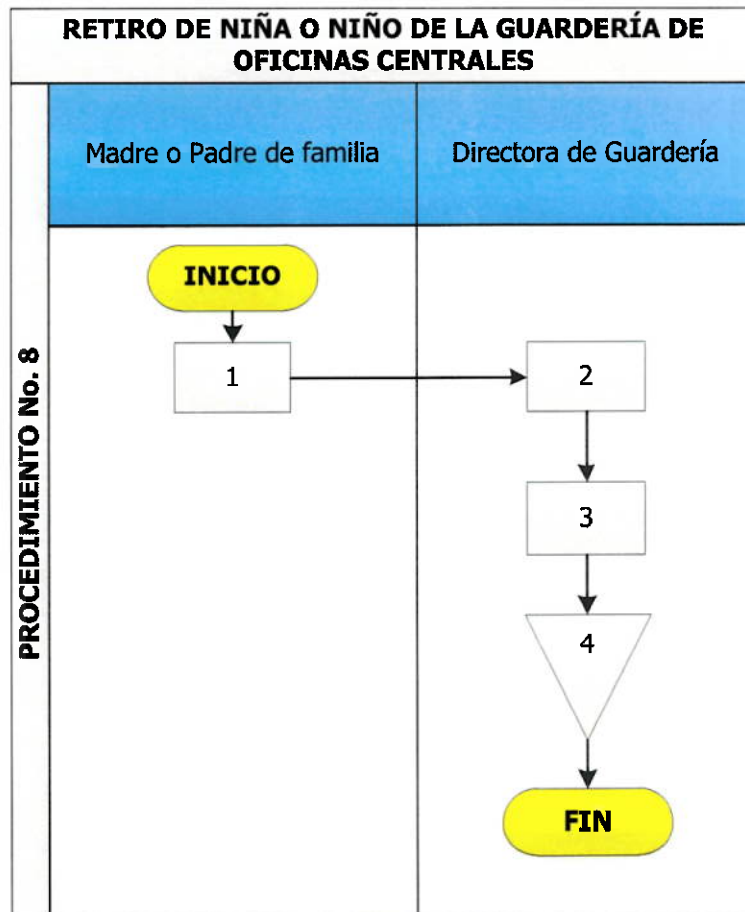 RETIRO DE NIÑA O NIÑO DE LA GUARDERÍA DE
OFICINAS CENTRALES
Madre o Padre de familia
Directora de Guardería
PROCEDIMIENTO No. 8
INICIO
1
2
3
4
FIN